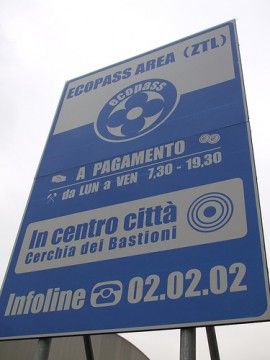 ECOPASS AREA (ZTL)
ecopass
A PAGAMENTO
da LUN a VEN 7,30 - 19,30
In centro città
Cerchia dei Bastioni
Infoline 02.02.02